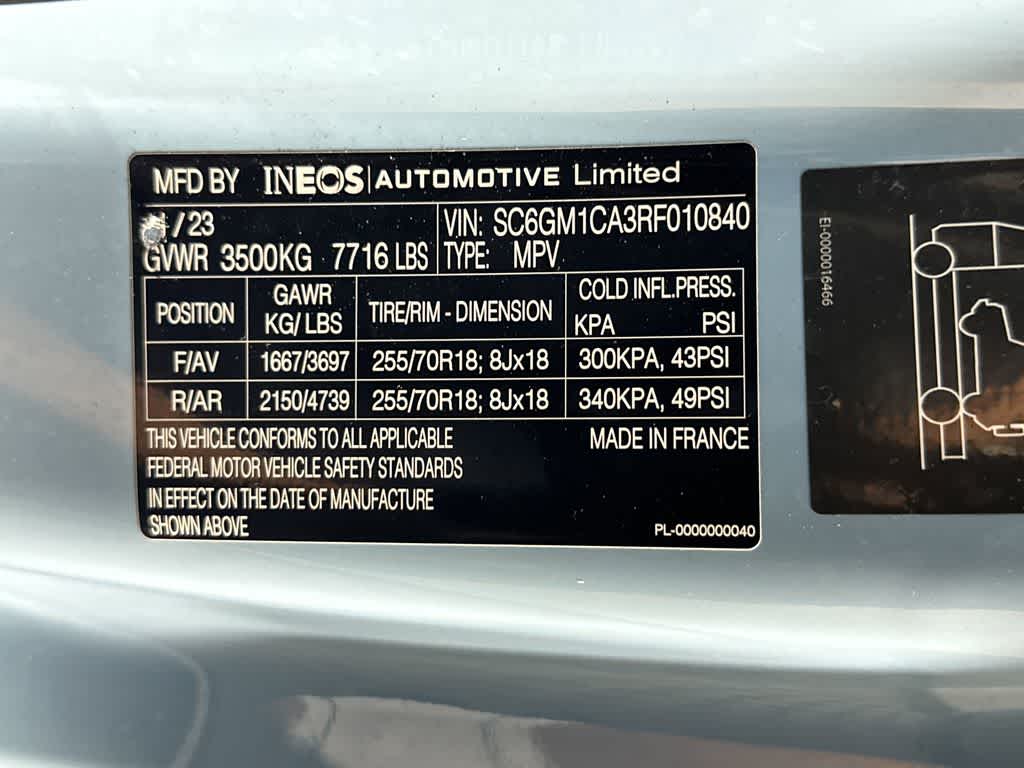 MFD BY INEOS | AUTOMOTIVE Limited
/23
VIN: SC6GM1CA3RF010840
GVWR 3500KG 7716 LBS
TYPE: MPV
POSITION GAWR KG/ LBS TIRE/RIM - DIMENSION COLD INFL.PRESS. KPA PSI
F/AV 1667/3697 255/70R18; 8Jx18 300KPA, 43PSI
R/AR 2150/4739 255/70R18; 8Jx18 340KPA, 49PSI
THIS VEHICLE CONFORMS TO ALL APPLICABLE
MADE IN FRANCE
FEDERAL MOTOR VEHICLE SAFETY STANDARDS
IN EFFECT ON THE DATE OF MANUFACTURE
SHOWN ABOVE
PL-0000000040
EI-0000016466